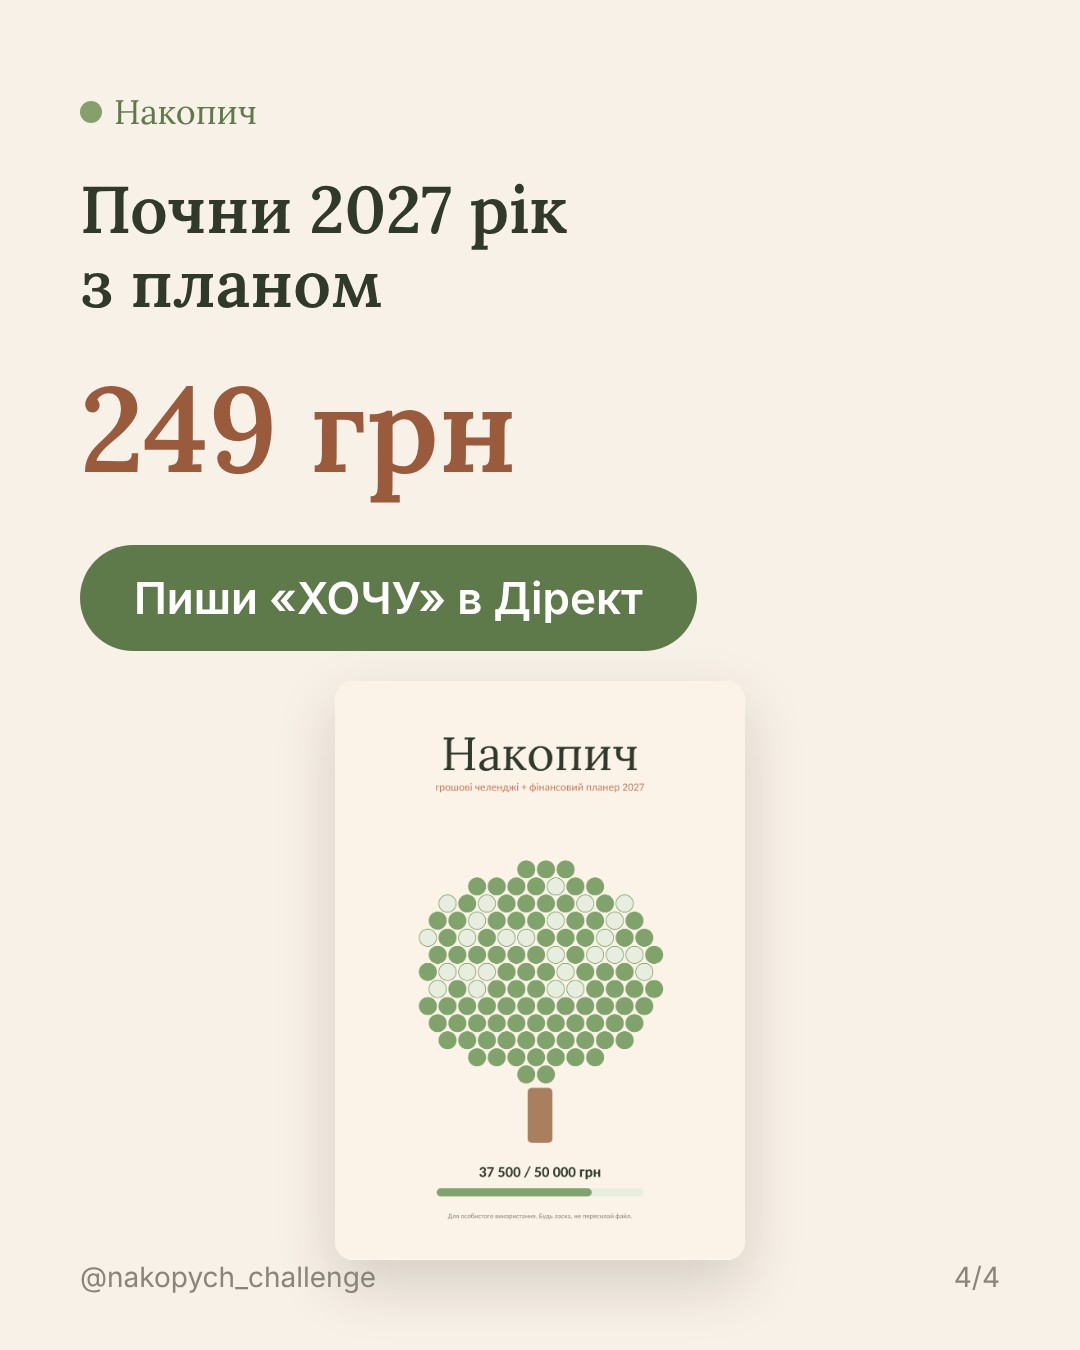 Накопич
Почни 2027 рік
з планом
249 грн
Пиши «ХОЧУ» в Дірект
Накопич
грошові челенджі + фінансовий планер 2027
37 500 / 50 000 грн
Для особистого використання. Будь ласка, не пересилай файл.
@nakopych_challenge
4/4